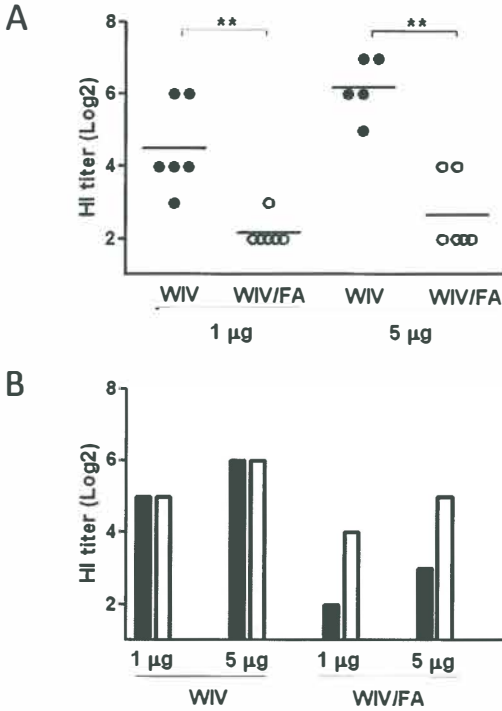 A
HI titer (Log2)
8
6
4
2
**
**
WIV
WIV/FA
WIV
WIV/FA
1 µg
5 µg
B
HI titer (Log2)
8
6
4
2
1 µg
5 µg
1 µg
5 µg
WIV
WIV/FA